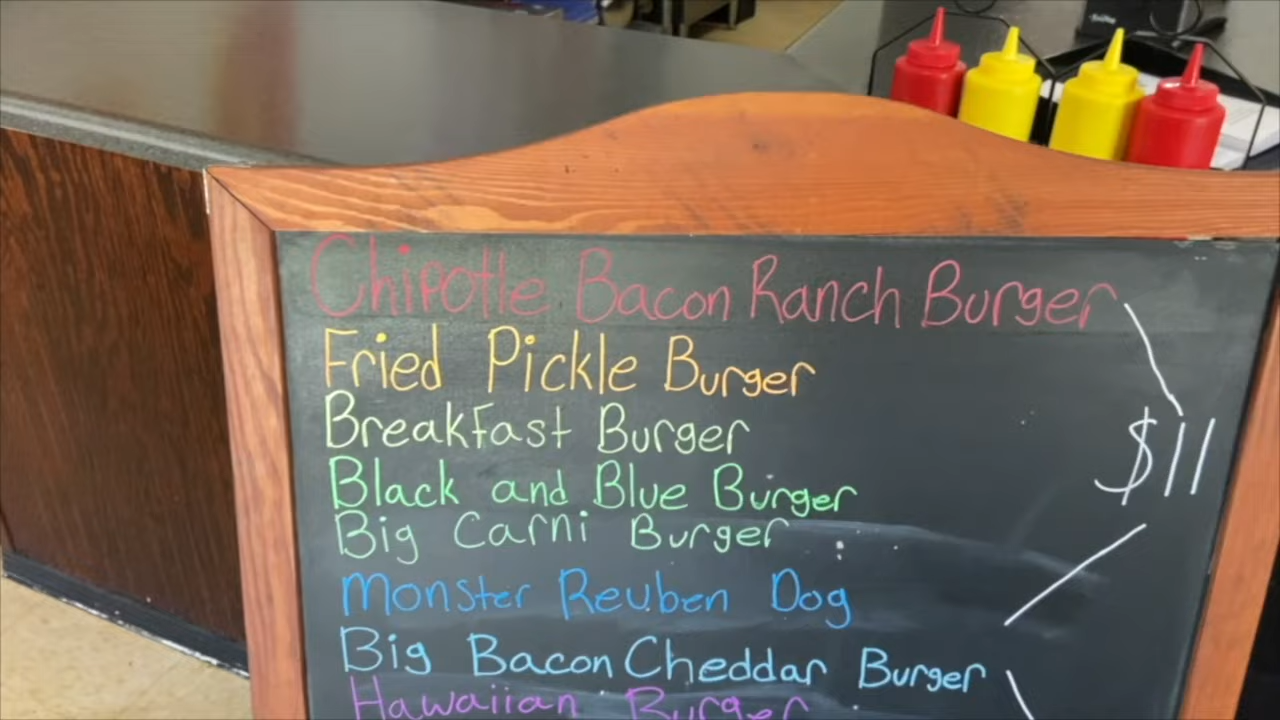 Chipotle Bacon Ranch Burger
Fried Pickle Burger
Breakfast Burger
$11
Black and Blue Burger
Big Carni Burger
Monster Reuben Dog
Big Bacon Cheddar Burger
Hawaiian Burger